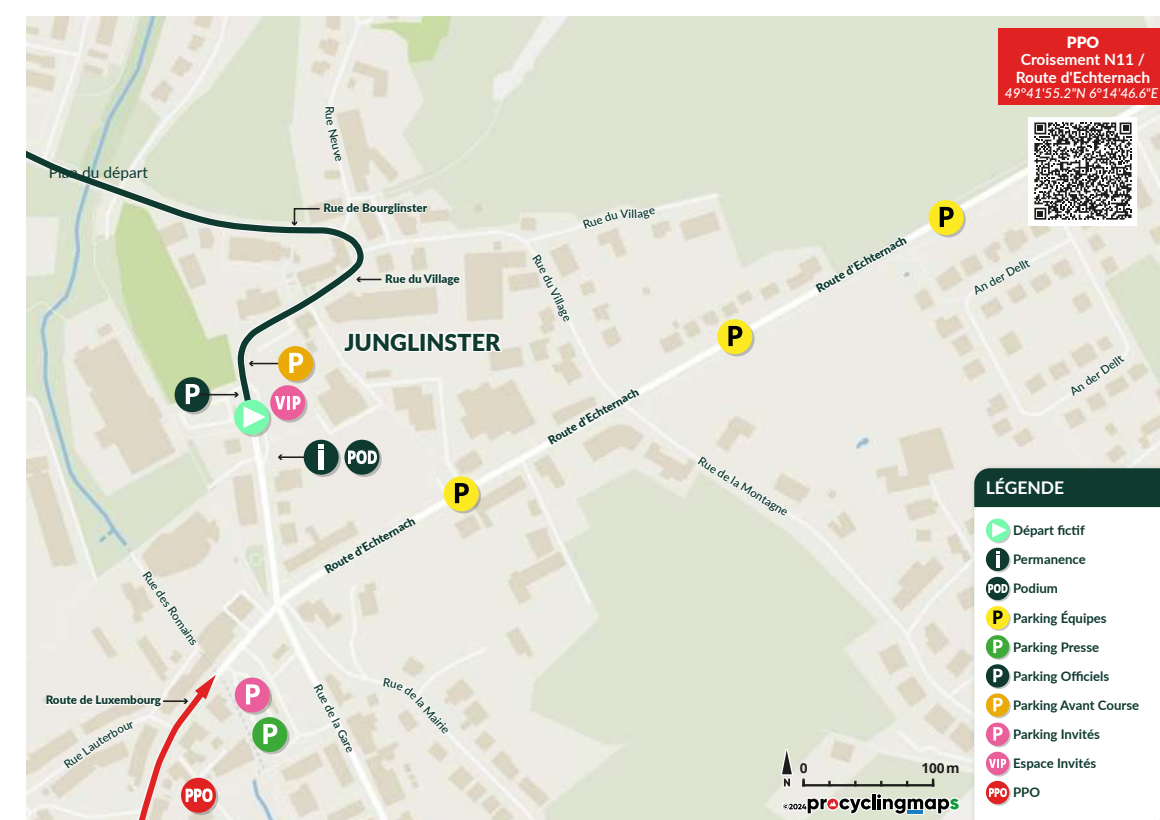 PPO
Croisement N11 /
Route d'Echternach
49°41'55.2"N 6°14'46.6"E
Rue Neuve
Plan du départ
Rue de Bourglinster
Rue du Village
P
Route d'Echternach
An der Dellt
Rue du Village
Rue du Village
JUNGLINSTER
P
P
P
VIP
An der Dellt
Route d'Echternach
i
POD
Rue de la Montagne
P
Route d'Echternach
LÉGENDE
Départ fictif
i Permanence
POD Podium
P Parking Équipes
P Parking Presse
P Parking Officiels
P Parking Avant Course
P Parking Invités
VIP Espace Invités
PPO PPO
Rue des Romains
Route de Luxembourg
P
Rue de la Gare
Rue de la Mairie
P
Rue Lauterbour
PPO
N
0 100 m
©2024 procyclingmaps